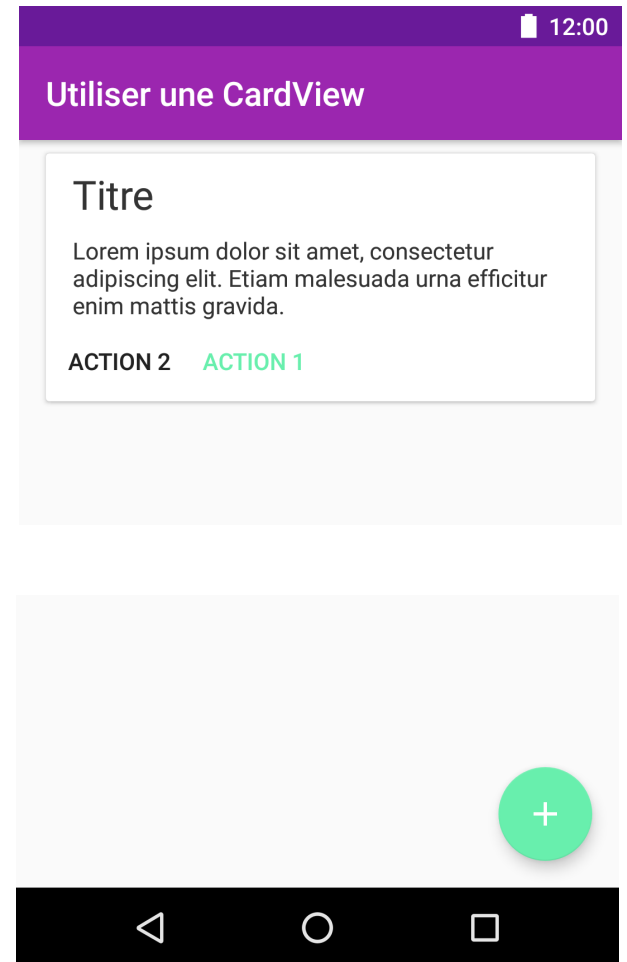 12:00
Utiliser une CardView
Titre
Lorem ipsum dolor sit amet, consectetur
adipiscing elit. Etiam malesuada urna efficitur
enim mattis gravida.
ACTION 2 ACTION 1